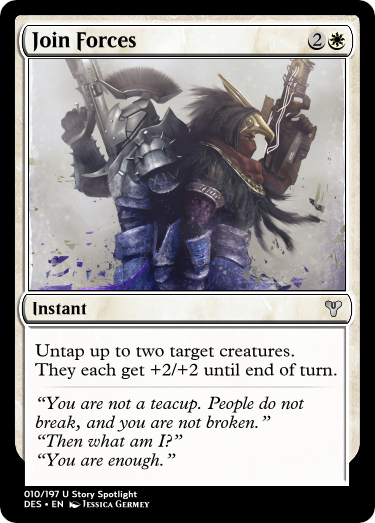 Join Forces 2
Instant
Untap up to two target creatures.
They each get +2/+2 until end of turn.
“You are not a teacup. People do not
break, and you are not broken.”
“Then what am I?”
“You are enough.”
010/197 U Story Spotlight
DES • EN Jessica Germey